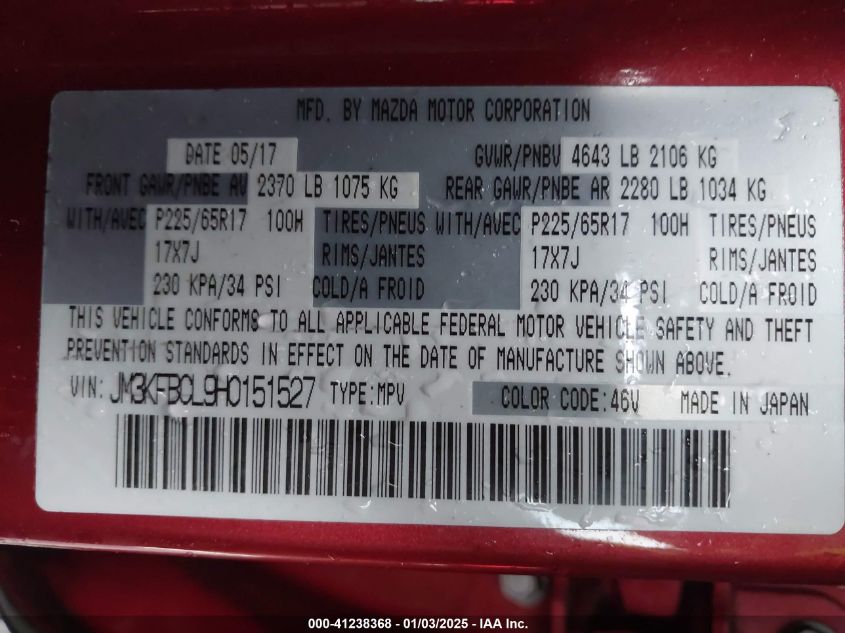 MFD. BY MAZDA MOTOR CORPORATION
DATE 05/17 GVWR/PNBV 4643 LB 2106 KG
FRONT GAWR/PNBE AV 2370 LB 1075 KG REAR GAWR/PNBE AR 2280 LB 1034 KG
WITH/AVEC P225/65R17 100H TIRES/PNEUS WITH/AVEC P225/65R17 100H TIRES/PNEUS
17X7J RIMS/JANTES 17X7J RIMS/JANTES
230 KPA/34 PSI COLD/A FROID 230 KPA/34 PSI COLD/A FROID
THIS VEHICLE CONFORMS TO ALL APPLICABLE FEDERAL MOTOR VEHICLE SAFETY AND THEFT
PREVENTION STANDARDS IN EFFECT ON THE DATE OF MANUFACTURE SHOWN ABOVE.
VIN: JM3KFBCL9H0151527 TYPE:MPV COLOR CODE:46V MADE IN JAPAN
000-41238368 - 01/03/2025 - IAA Inc.